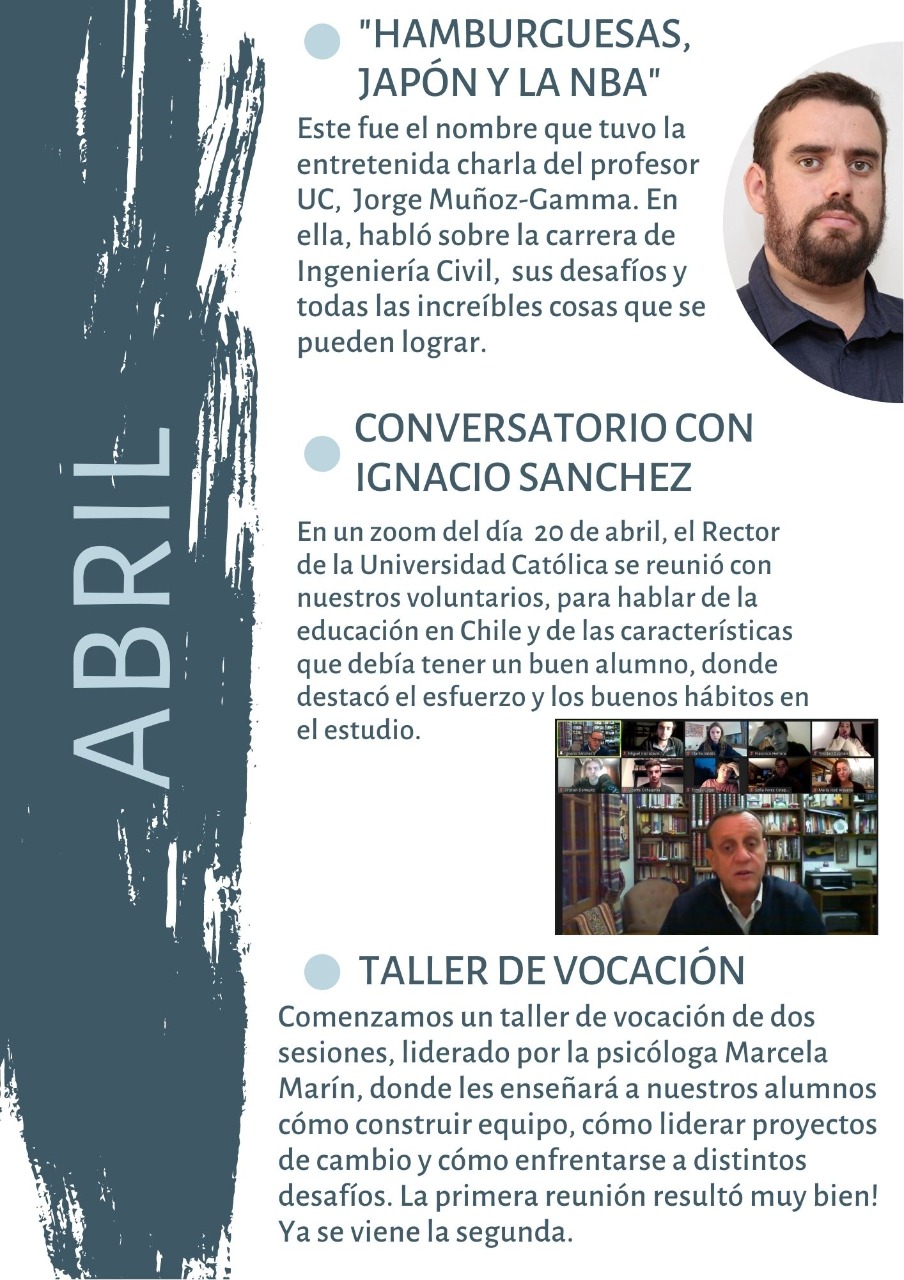 ABRIL
"HAMBURGUESAS,
JAPÓN Y LA NBA"
Este fue el nombre que tuvo la
entretenida charla del profesor
UC, Jorge Muñoz-Gamma. En
ella, habló sobre la carrera de
Ingeniería Civil, sus desafíos y
todas las increíbles cosas que se
pueden lograr.
CONVERSATORIO CON
IGNACIO SANCHEZ
En un zoom del día 20 de abril, el Rector
de la Universidad Católica se reunió con
nuestros voluntarios, para hablar de la
educación en Chile y de las características
que debía tener un buen alumno, donde
destacó el esfuerzo y los buenos hábitos en
el estudio.
TALLER DE VOCACIÓN
Comenzamos un taller de vocación de dos
sesiones, liderado por la psicóloga Marcela
Marín, donde les enseñará a nuestros alumnos
cómo construir equipo, cómo liderar proyectos
de cambio y cómo enfrentarse a distintos
desafíos. La primera reunión resultó muy bien!
Ya se viene la segunda.